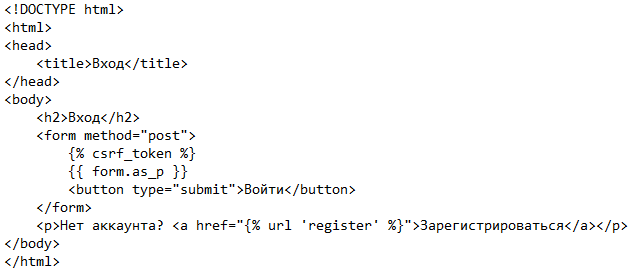 <!DOCTYPE html>
<html>
<head>
    <title>Вход</title>
</head>
<body>
    <h2>Вход</h2>
    <form method="post">
        {% csrf_token %}
        {{ form.as_p }}
        <button type="submit">Войти</button>
    </form>
    <p>Нет аккаунта? <a href="{% url 'register' %}">Зарегистрироваться</a></p>
</body>
</html>